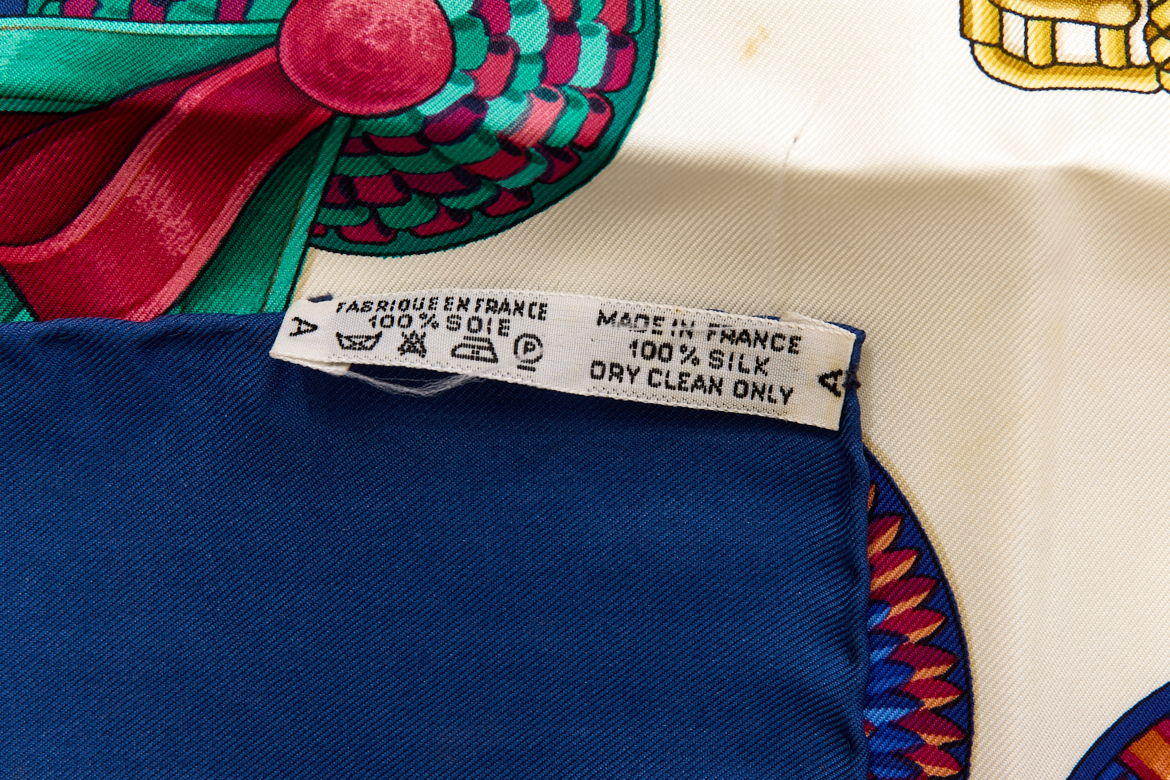 A
FABRIQUE EN FRANCE
100% SOIE
P
MADE IN FRANCE
100% SILK
DRY CLEAN ONLY
A